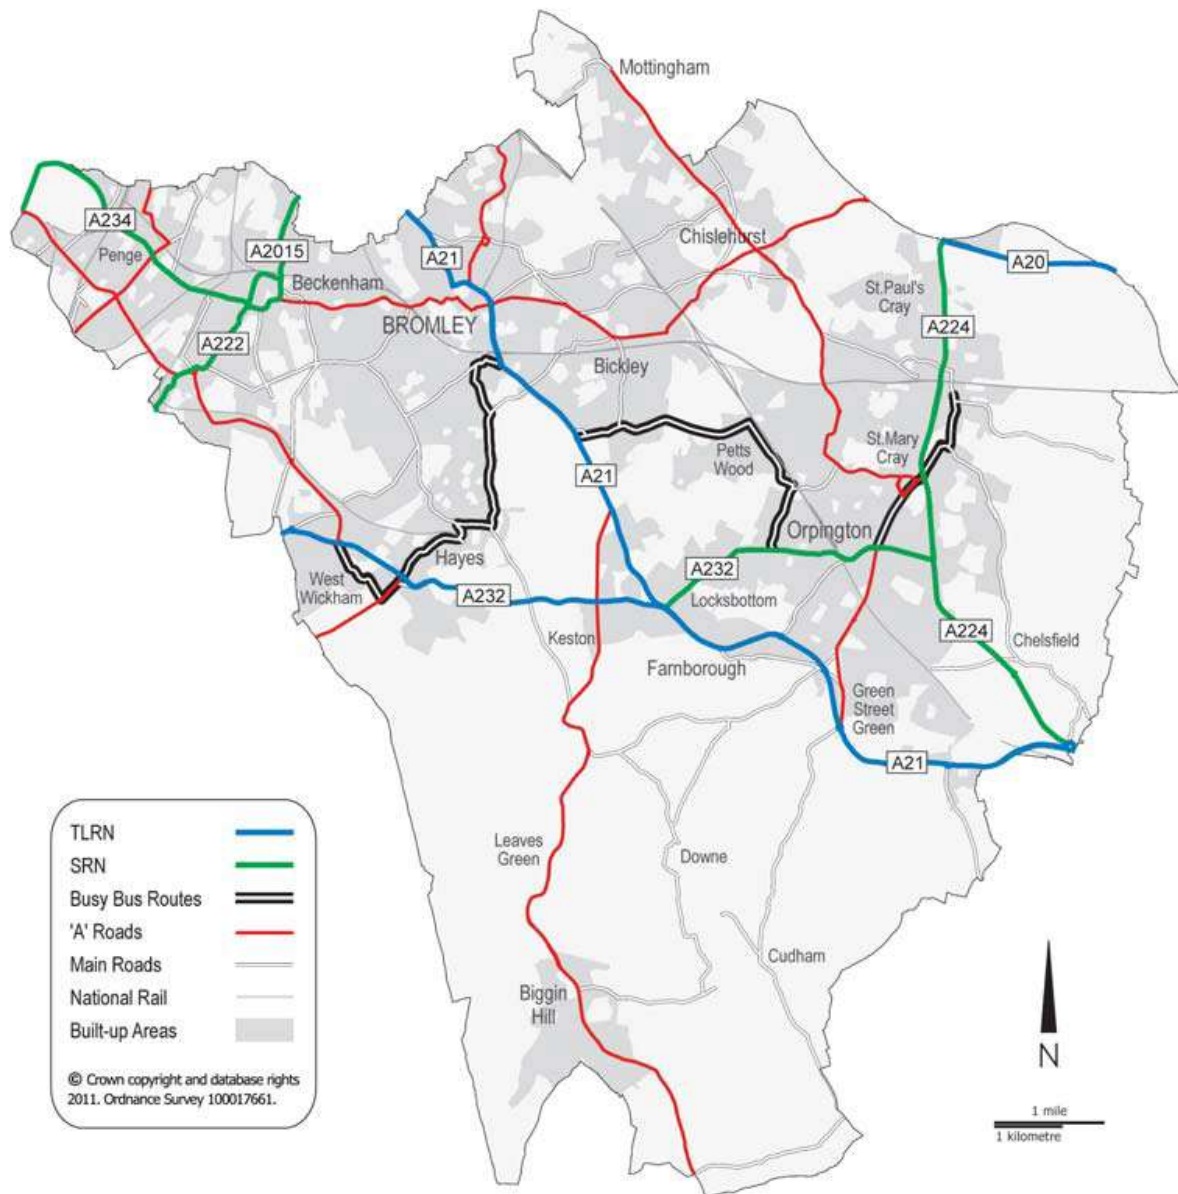 Mottingham
A234
Penge
A2015
A21
Chislehurst
Beckenham
St.Paul's
Cray
A20
A224
BROMLEY
A222
Bickley
Petts
Wood
St.Mary
Cray
A21
Orpington
Hayes
West
Wickham
A232
A232
Locksbottom
Keston
Farnborough
A224
Chelsfield
Green
Street
Green
A21
Leaves
Green
Downe
Cudham
Biggin
Hill
TLRN
SRN
Busy Bus Routes
'A' Roads
Main Roads
National Rail
Built-up Areas
© Crown copyright and database rights
2011. Ordnance Survey 100017661.
N
1 mile
1 kilometre